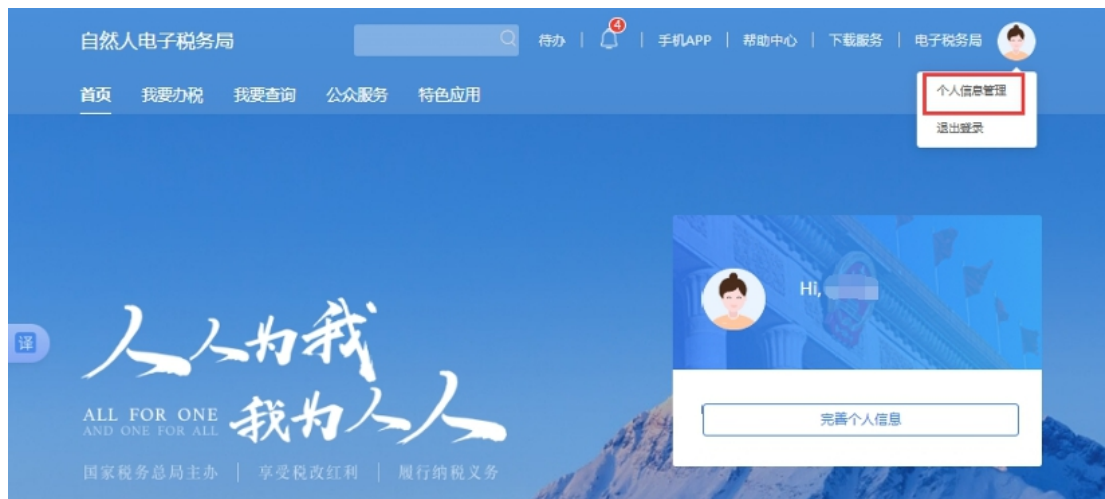 自然人电子税务局
待办 | 4 | 手机APP | 帮助中心 | 下载服务 | 电子税务局
首页 我要办税 我要查询 公众服务 特色应用
个人信息管理
退出登录
Hi,
译
人人为我
我为人人
ALL FOR ONE
AND ONE FOR ALL
完善个人信息
国家税务总局主办 | 享受税改红利 | 履行纳税义务